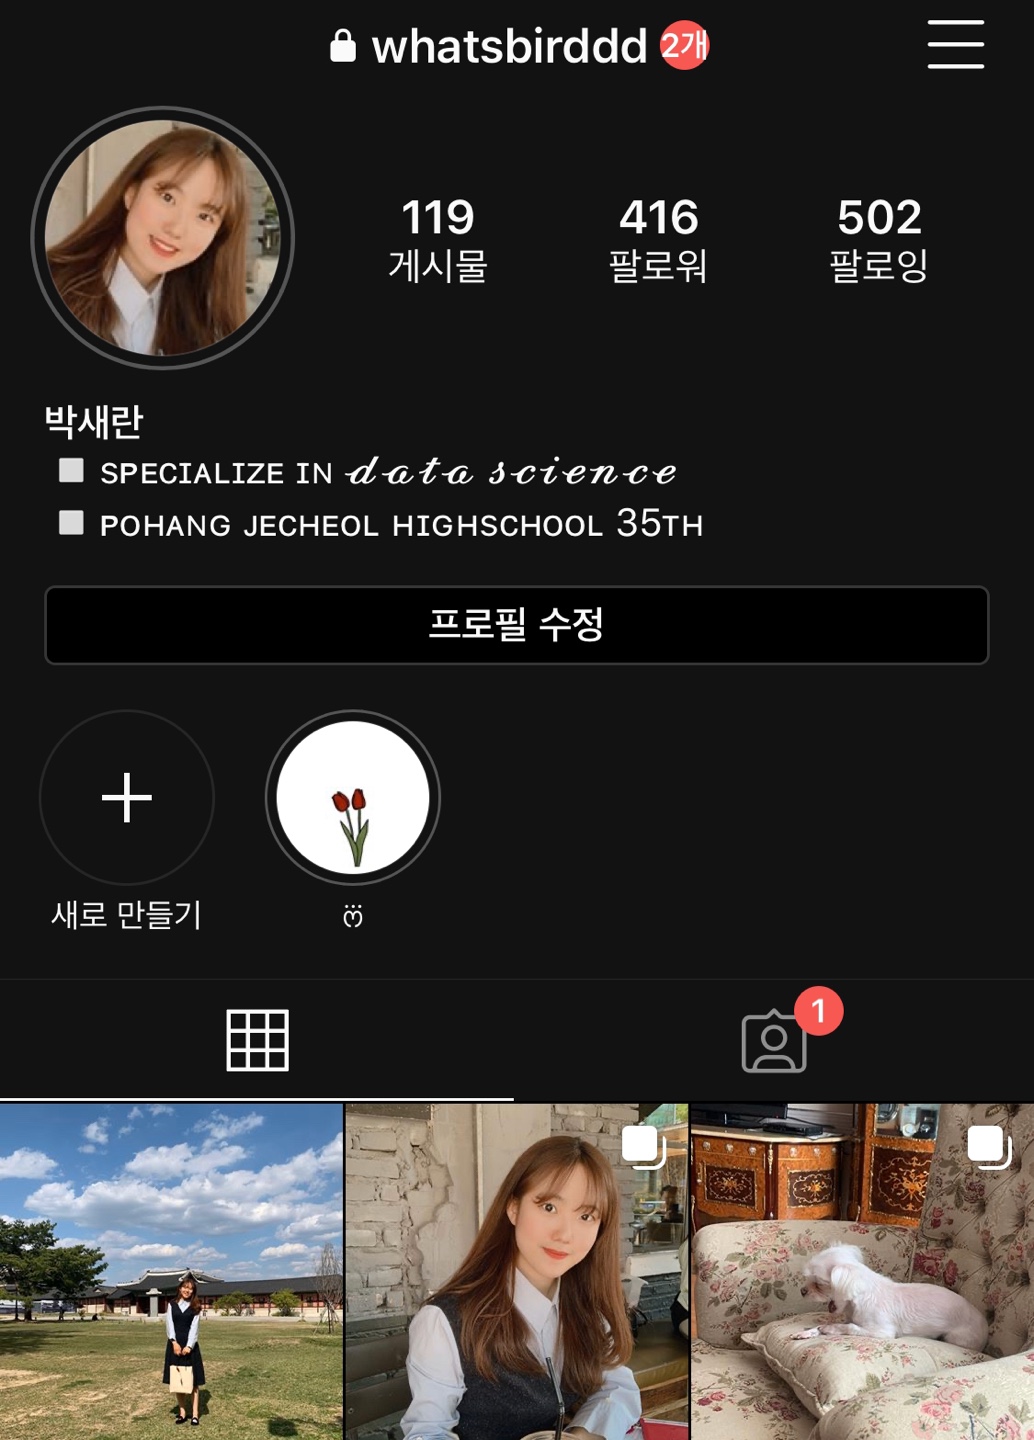 whatsbirddd 2개
119 416 502
게시물 팔로워 팔로잉
박새란
SPECIALIZE IN data science
POHANG JECHEOL HIGHSCHOOL 35TH
프로필 수정
새로 만들기
1